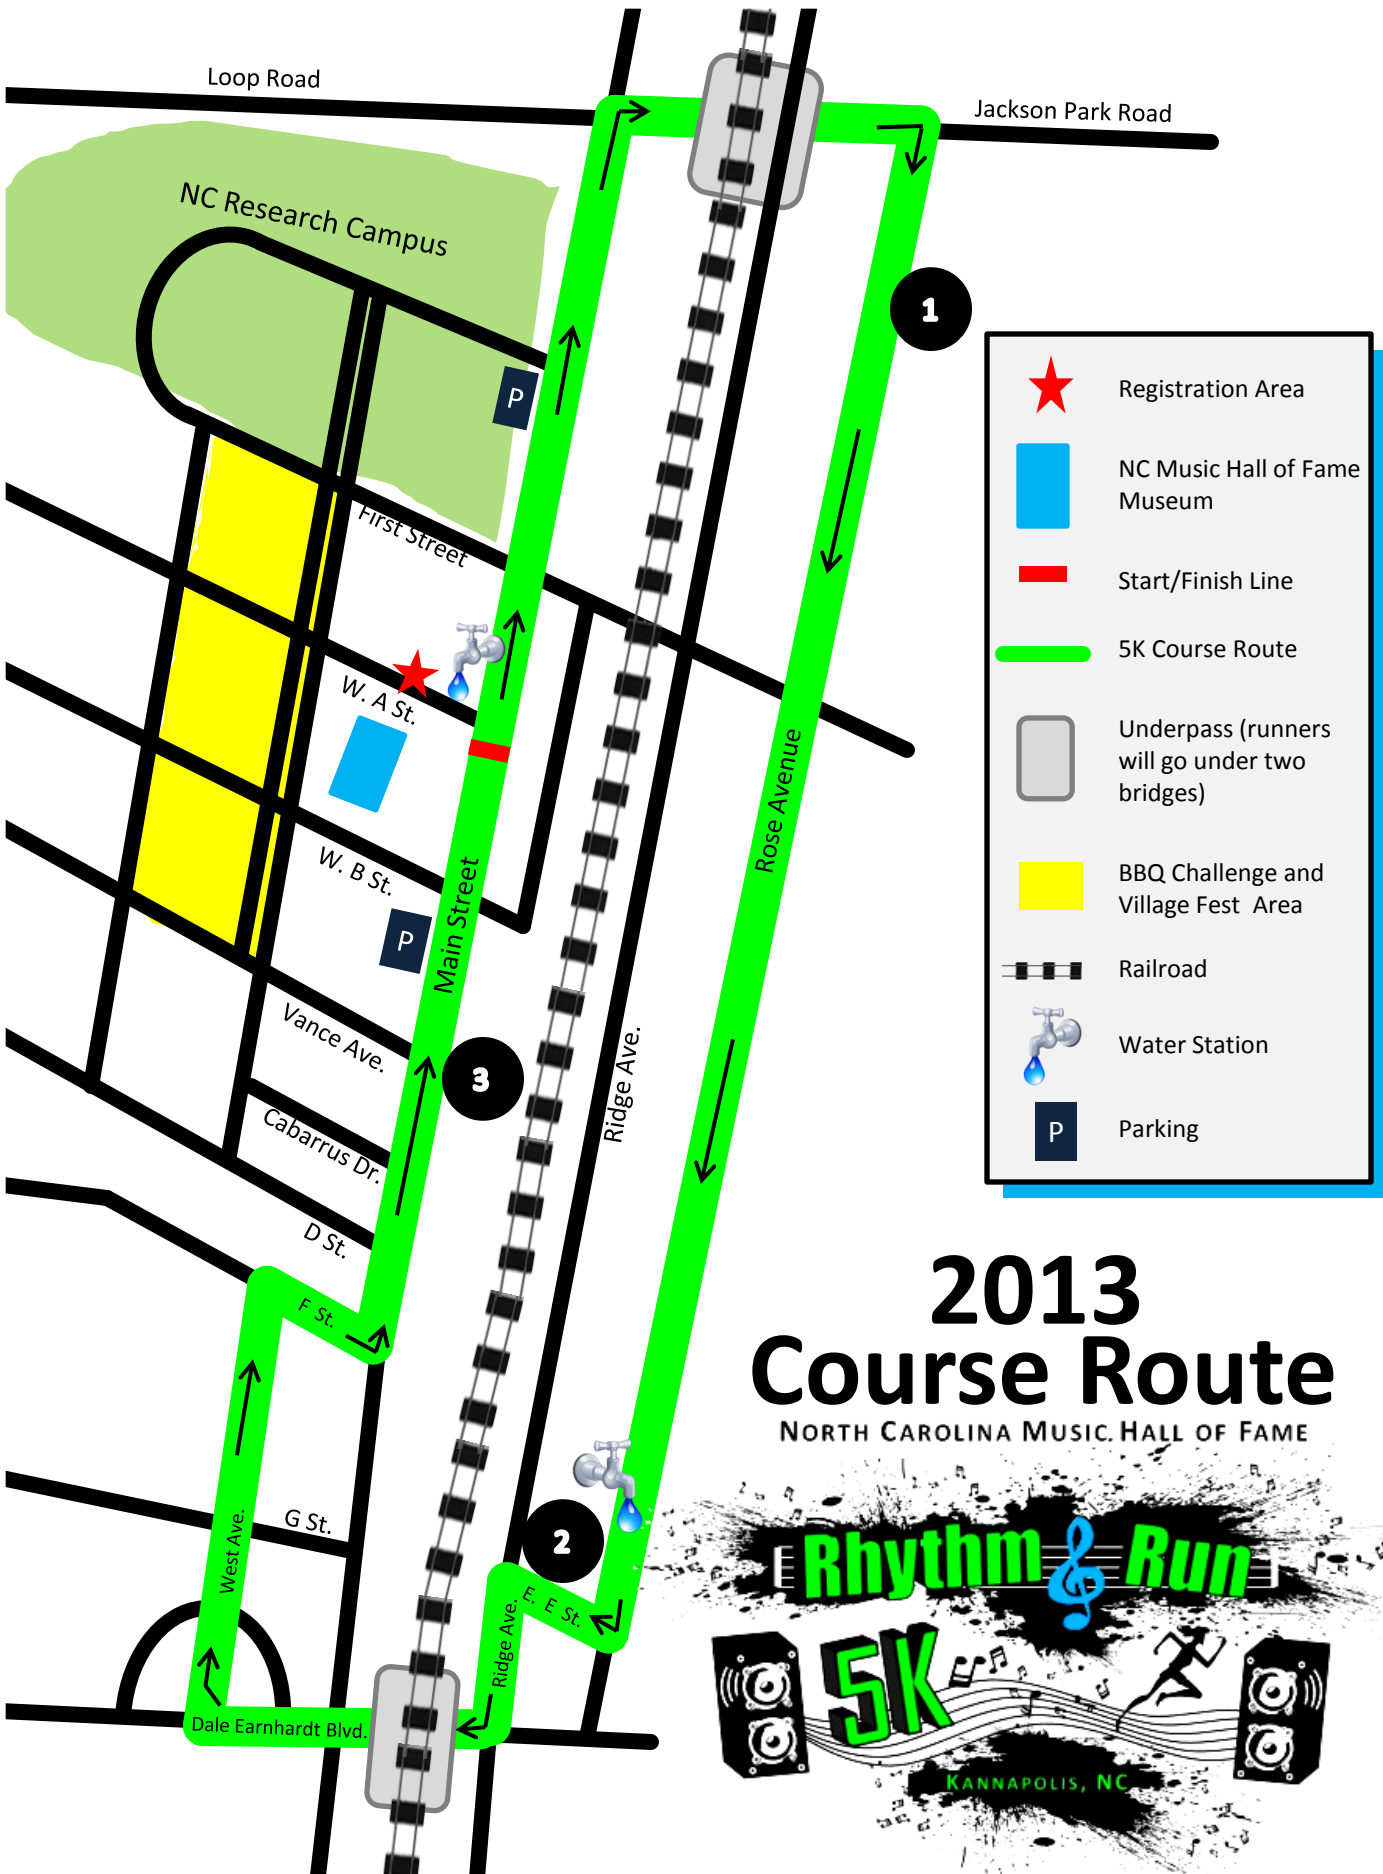 Loop Road
Jackson Park Road
NC Research Campus
1
P
First Street
W. A St.
W. B St.
P
Main Street
Rose Avenue
Vance Ave.
3
Ridge Ave.
Cabarrus Dr.
D St.
F St.
G St.
West Ave.
2
E. E St.
Ridge Ave.
Dale Earnhardt Blvd.
Registration Area
NC Music Hall of Fame
Museum
Start/Finish Line
5K Course Route
Underpass (runners
will go under two
bridges)
BBQ Challenge and
Village Fest Area
Railroad
Water Station
P
Parking
2013
Course Route
NORTH CAROLINA MUSIC HALL OF FAME
Rhythm Run
5K
KANNAPOLIS, NC